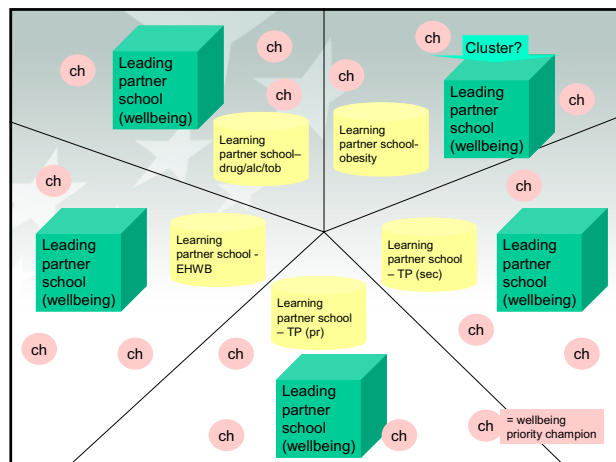 ch
Leading
partner
school
(wellbeing)
ch
ch
Learning
partner school–
drug/alc/tob
ch
Learning
partner school-
obesity
ch
Cluster?
Leading
partner
school
(wellbeing)
ch
ch
Leading
partner
school
(wellbeing)
ch
ch
Learning
partner school -
EHWB
Learning
partner school
– TP (sec)
ch
Leading
partner
school
(wellbeing)
ch
ch
Learning
partner school
– TP (pr)
ch
Leading
partner
school
(wellbeing)
ch
ch
ch
= wellbeing
priority champion